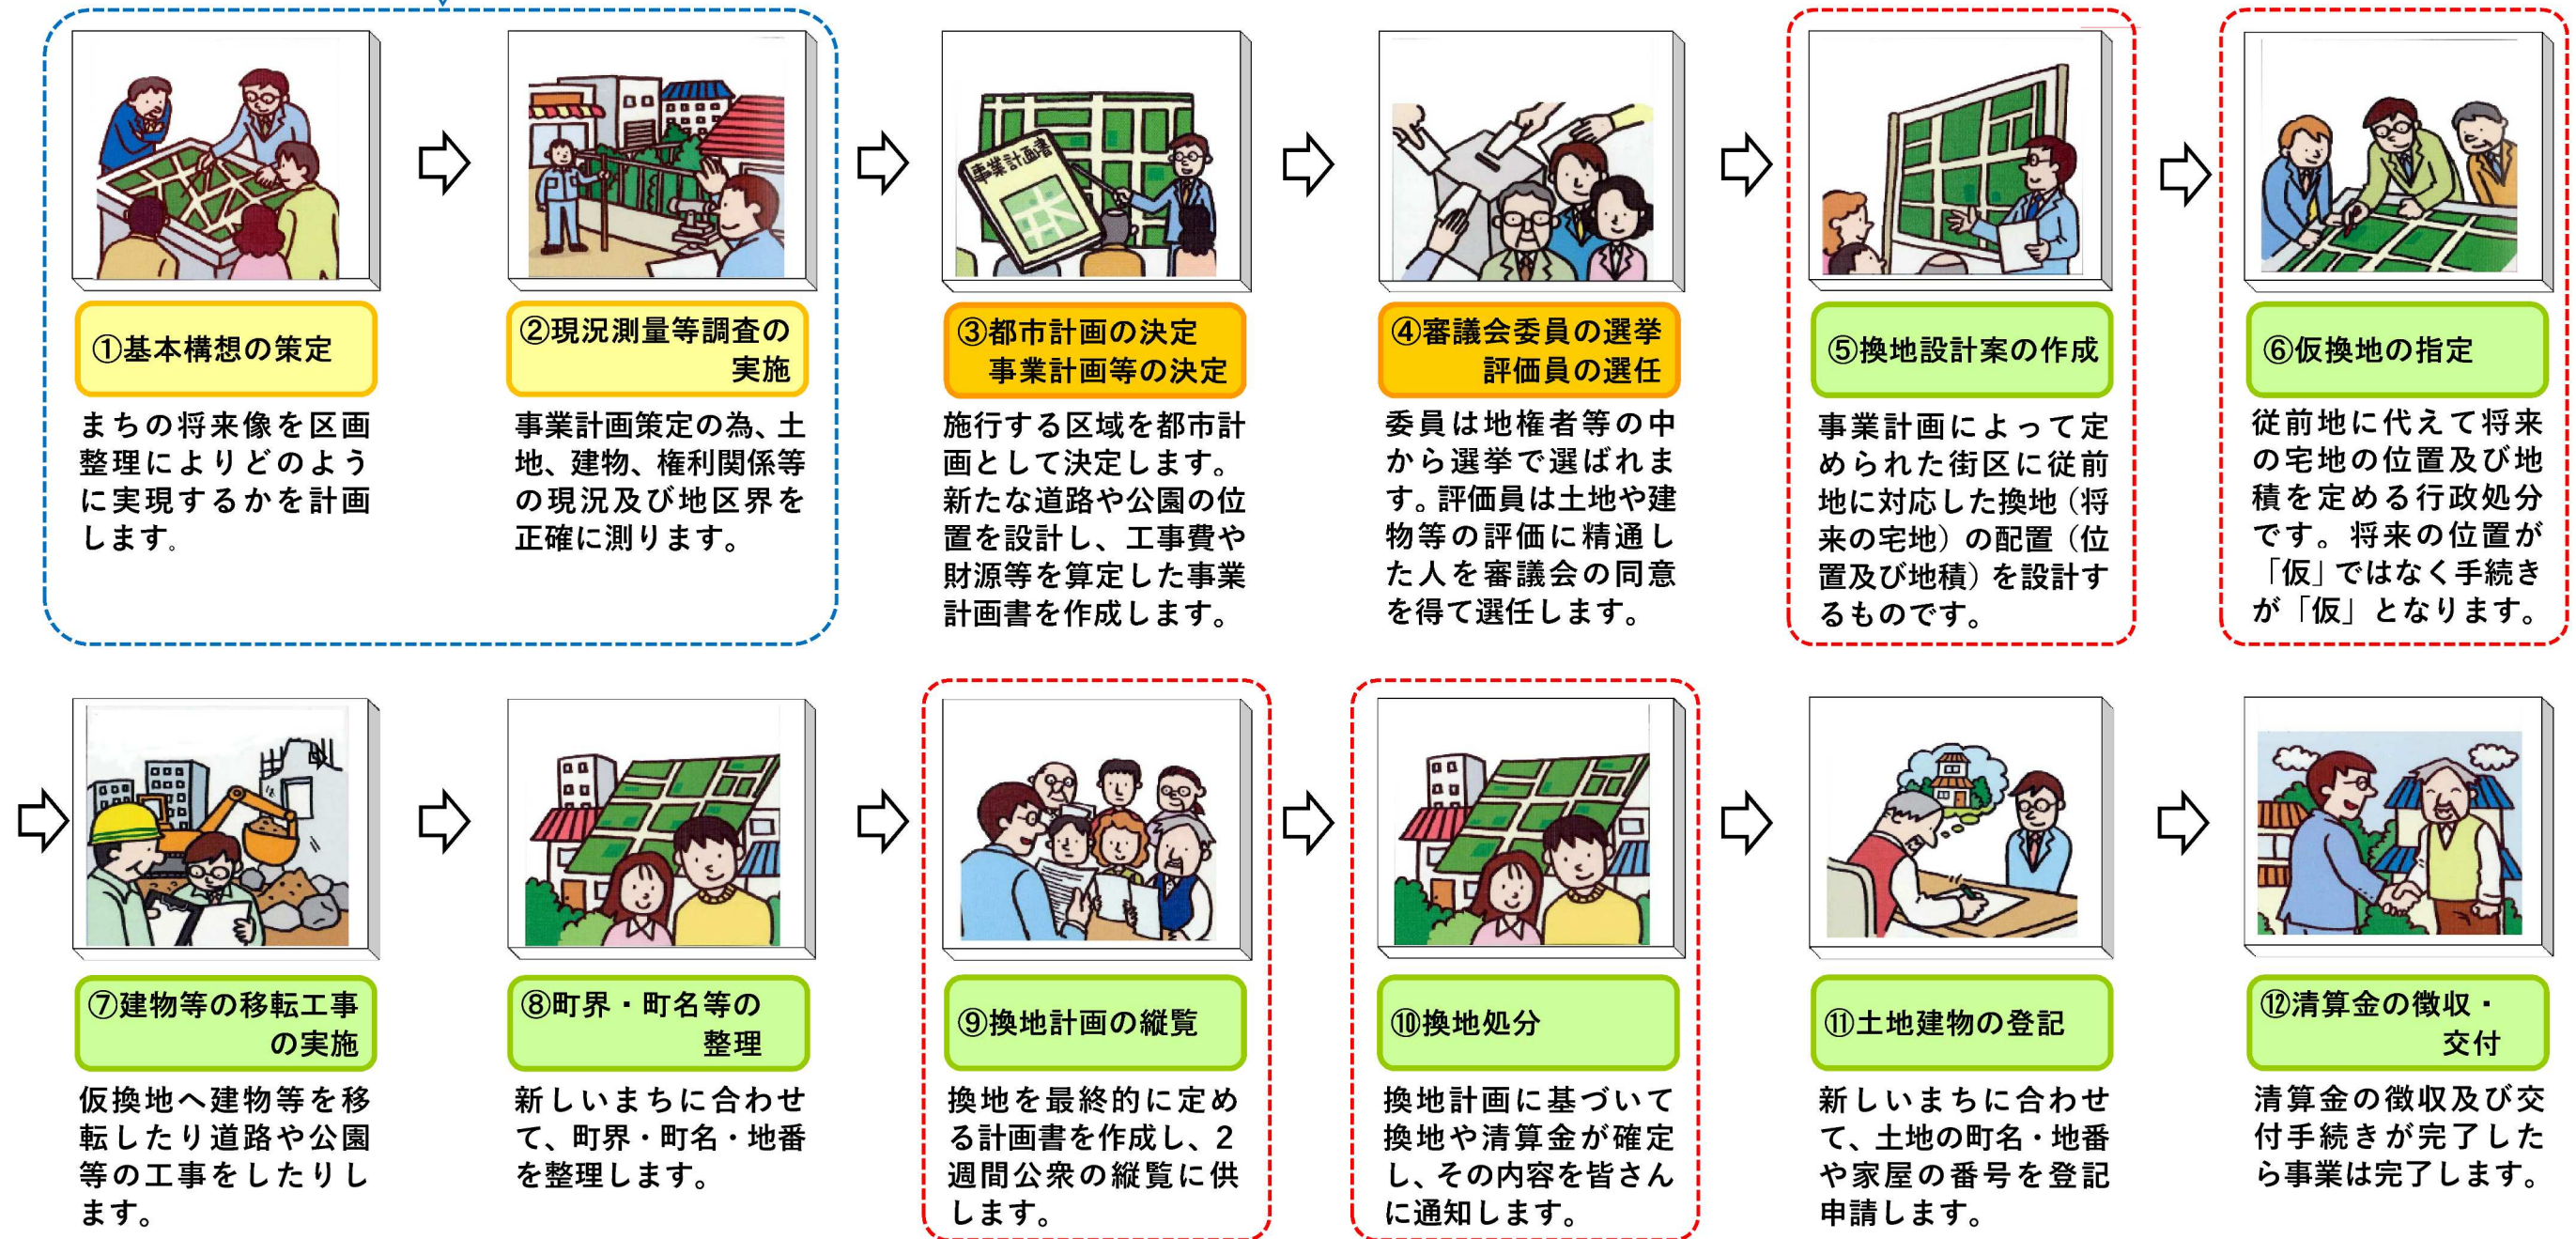 ①基本構想の策定
まちの将来像を区画
整理によりどのよう
に実現するかを計画
します.
②現況測量等調査の
実施
事業計画策定の為、土
地、建物、権利関係等
の現況及び地区界を
正確に測ります。
事業計画書
③都市計画の決定
事業計画等の決定
施行する区域を都市計
画として決定します。
新たな道路や公園の位
置を設計し、工事費や
財源等を算定した事業
計画書を作成します。
④審議会委員の選挙
評価員の選任
委員は地権者等の中
から選挙で選ばれま
す。評価員は土地や建
物等の評価に精通し
た人を審議会の同意
を得て選任します。
⑤換地設計案の作成
事業計画によって定
められた街区に従前
地に対応した換地（将
来の宅地）の配置（位
置及び地積）を設計す
るものです。
⑥仮換地の指定
従前地に代えて将来
の宅地の位置及び地
積を定める行政処分
です。将来の位置が
「仮」ではなく手続き
が「仮」となります。
⑦建物等の移転工事
の実施
仮換地へ建物等を移
転したり道路や公園
等の工事をしたりし
ます。
⑧町界・町名等の
整理
新しいまちに合わせ
て、町界・町名・地番
を整理します。
⑨換地計画の縦覧
換地を最終的に定め
る計画書を作成し、2
週間公衆の縦覧に供
します。
⑩換地処分
換地計画に基づいて
換地や清算金が確定
し、その内容を皆さん
に通知します。
⑪土地建物の登記
新しいまちに合わせ
て、土地の町名・地番
や家屋の番号を登記
申請します。
⑫清算金の徴収・
交付
清算金の徴収及び交
付手続きが完了した
ら事業は完了します。